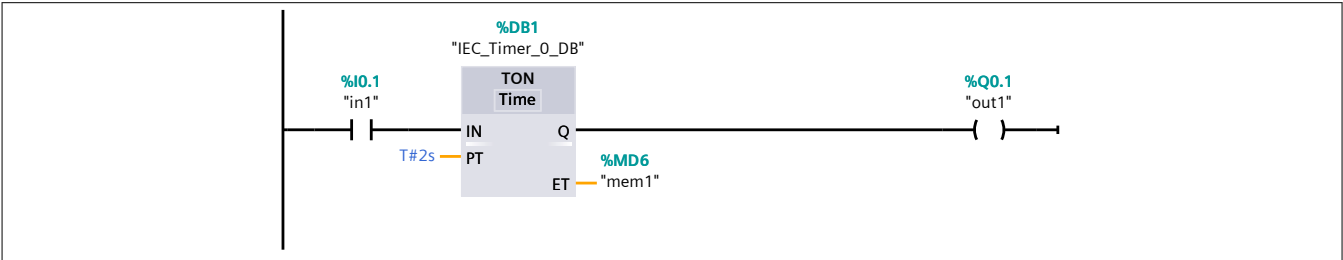 %DB1
"IEC_Timer_0_DB"
%I0.1
"in1"
TON
Time
%Q0.1
"out1"
IN
Q
T#2s
PT
%MD6
ET
"mem1"